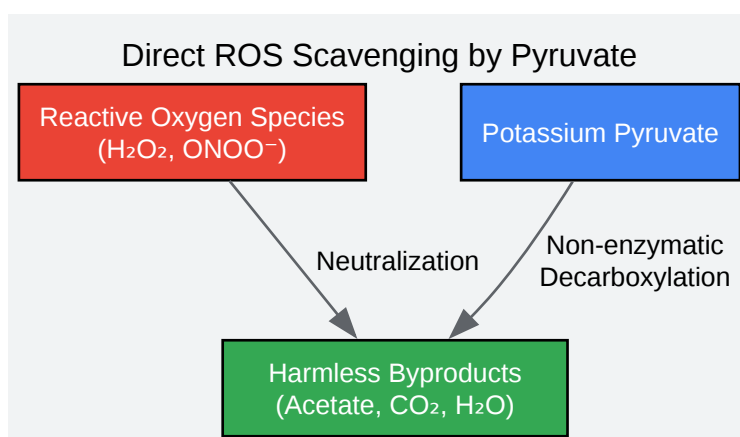 Direct ROS Scavenging by Pyruvate
Reactive Oxygen Species
(H₂O₂, ONOO⁻)
Potassium Pyruvate
Neutralization
Non-enzymatic
Decarboxylation
Harmless Byproducts
(Acetate, CO₂, H₂O)